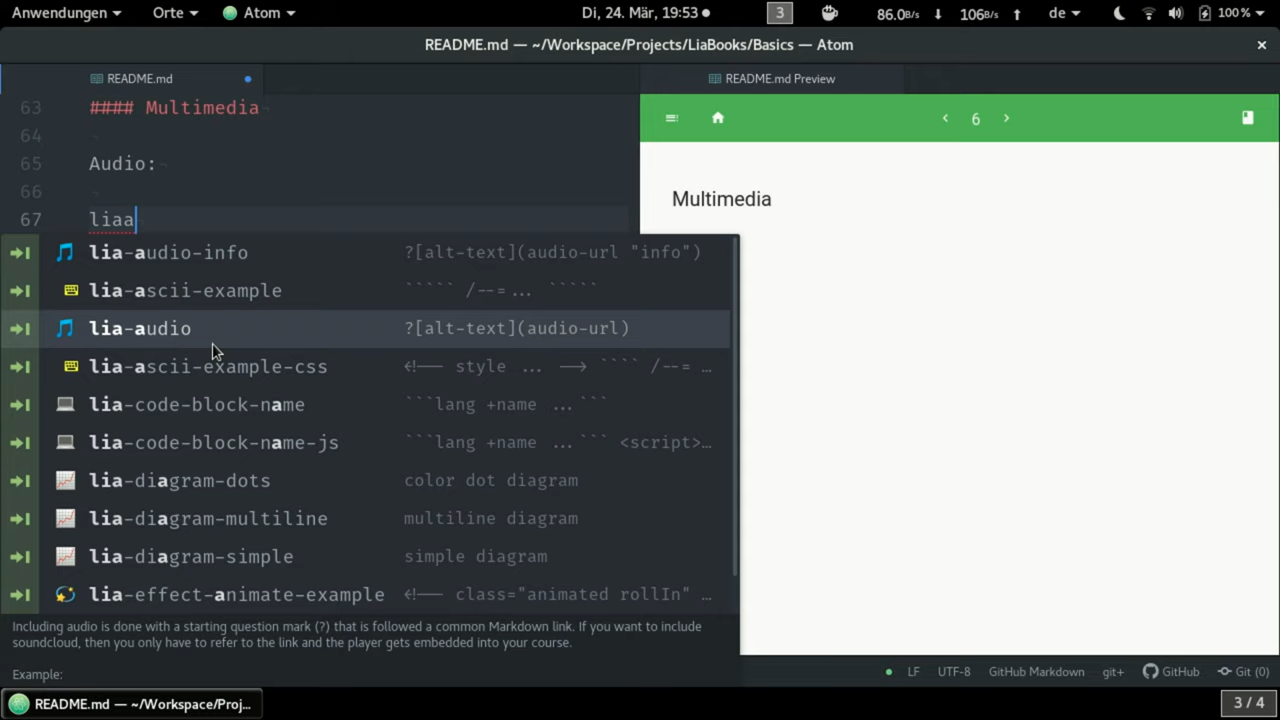 Anwendungen Orte Atom Di, 24. Mär, 19:53 3 86.0B/s 106B/s de 100%
README.md — ~/Workspace/Projects/LiaBooks/Basics — Atom
README.md README.md Preview
63 #### Multimedia
64
65 Audio:
66
67 liaa
6
Multimedia
lia-audio-info ?[alt-text](audio-url "info")
lia-ascii-example ````` /--=... `````
lia-audio ?[alt-text](audio-url)
lia-ascii-example-css <!-- style ... --> ```` /--= …
lia-code-block-name ```lang +name ...```
lia-code-block-name-js ```lang +name ...``` <script>…
lia-diagram-dots color dot diagram
lia-diagram-multiline multiline diagram
lia-diagram-simple simple diagram
lia-effect-animate-example <!-- class="animated rollIn" …
Including audio is done with a starting question mark (?) that is followed a common Markdown link. If you want to include
soundcloud, then you only have to refer to the link and the player gets embedded into your course.
Example:
LF UTF-8 GitHub Markdown git+ GitHub Git (0)
README.md — ~/Workspace/Proj... 3 / 4